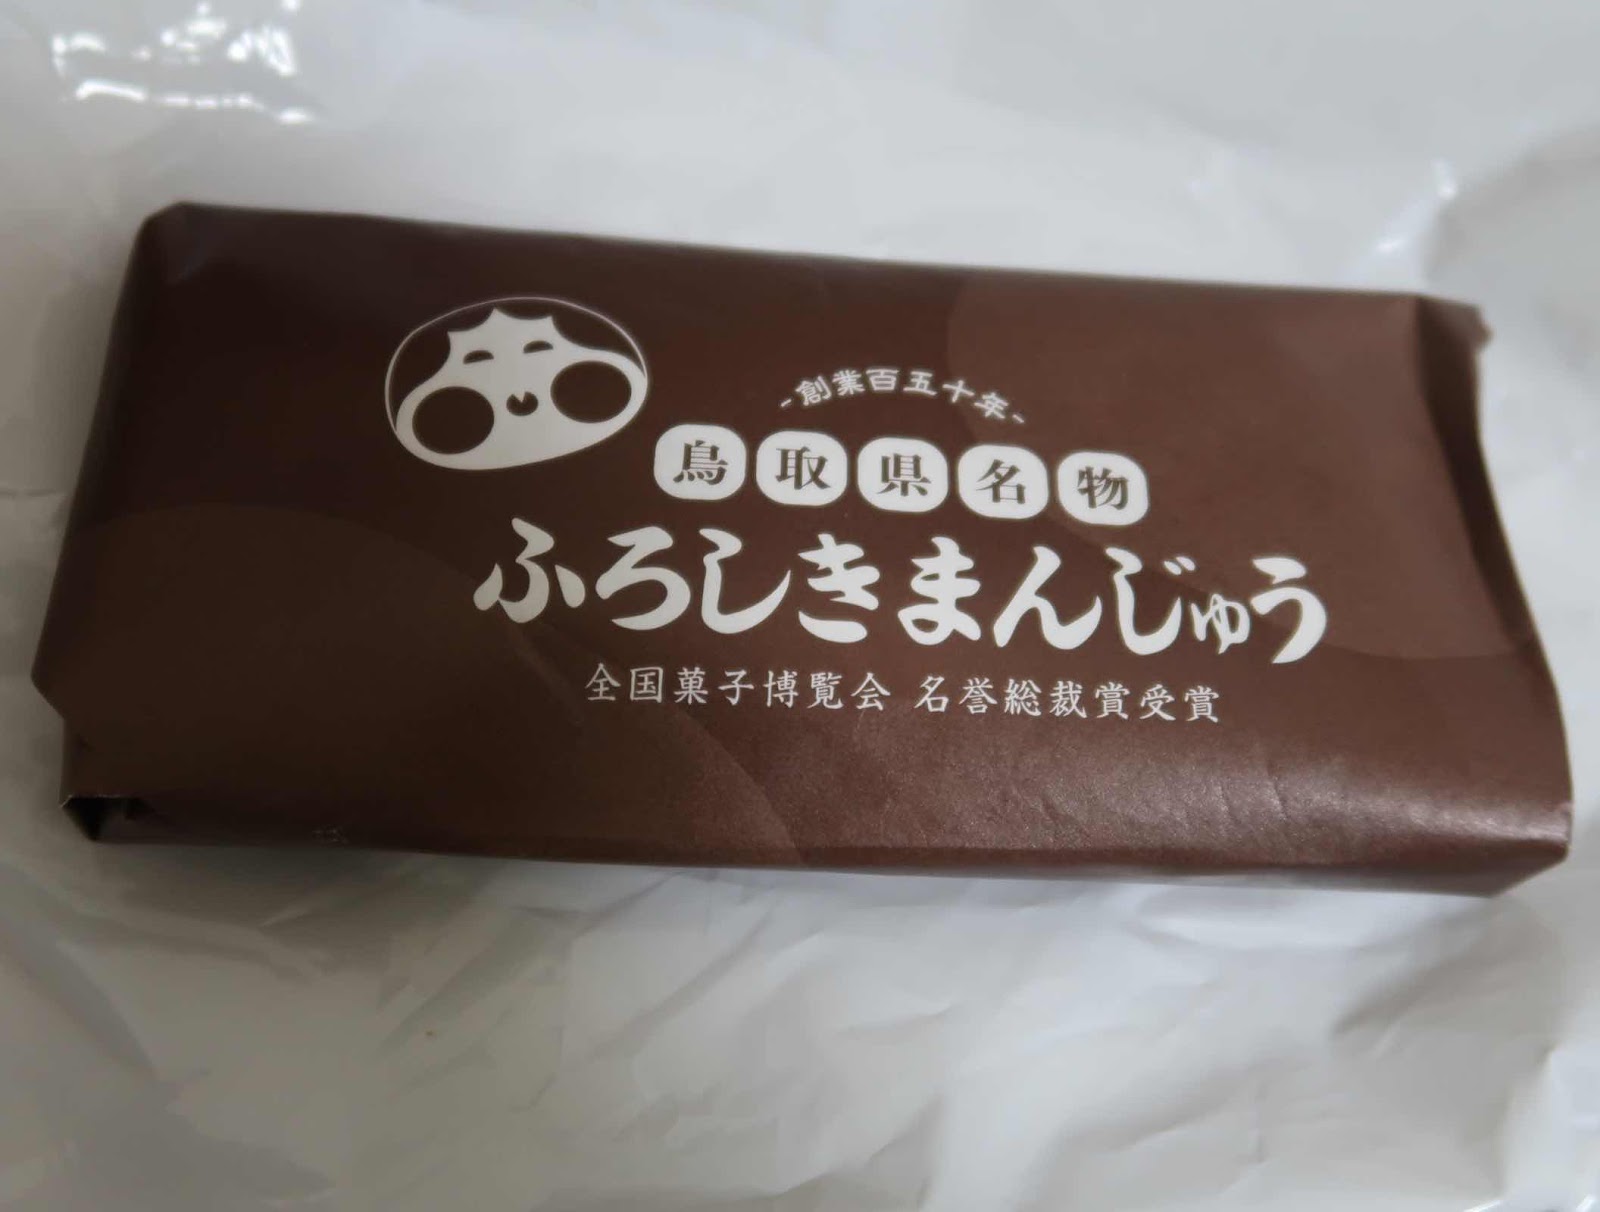 -創業百五十年-
鳥取県名物
ふろしきまんじゅう
全国菓子博覧会 名誉総裁賞受賞